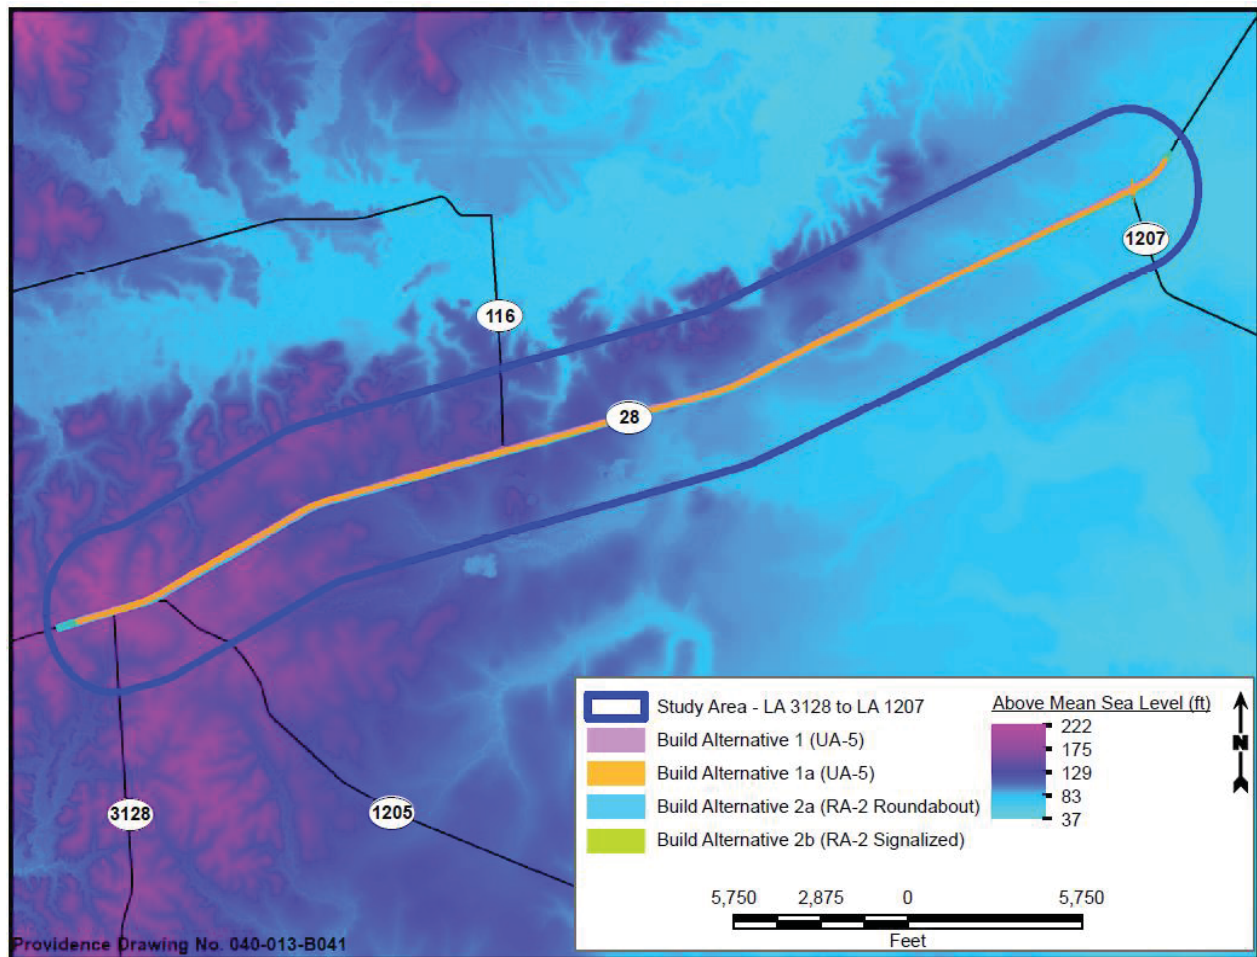 1207
116
28
3128
1205
Study Area - LA 3128 to LA 1207
Build Alternative 1 (UA-5)
Build Alternative 1a (UA-5)
Build Alternative 2a (RA-2 Roundabout)
Build Alternative 2b (RA-2 Signalized)
Above Mean Sea Level (ft)
222
175
129
83
37
N
5,750 2,875 0 5,750
Feet
Providence Drawing No. 040-013-B041